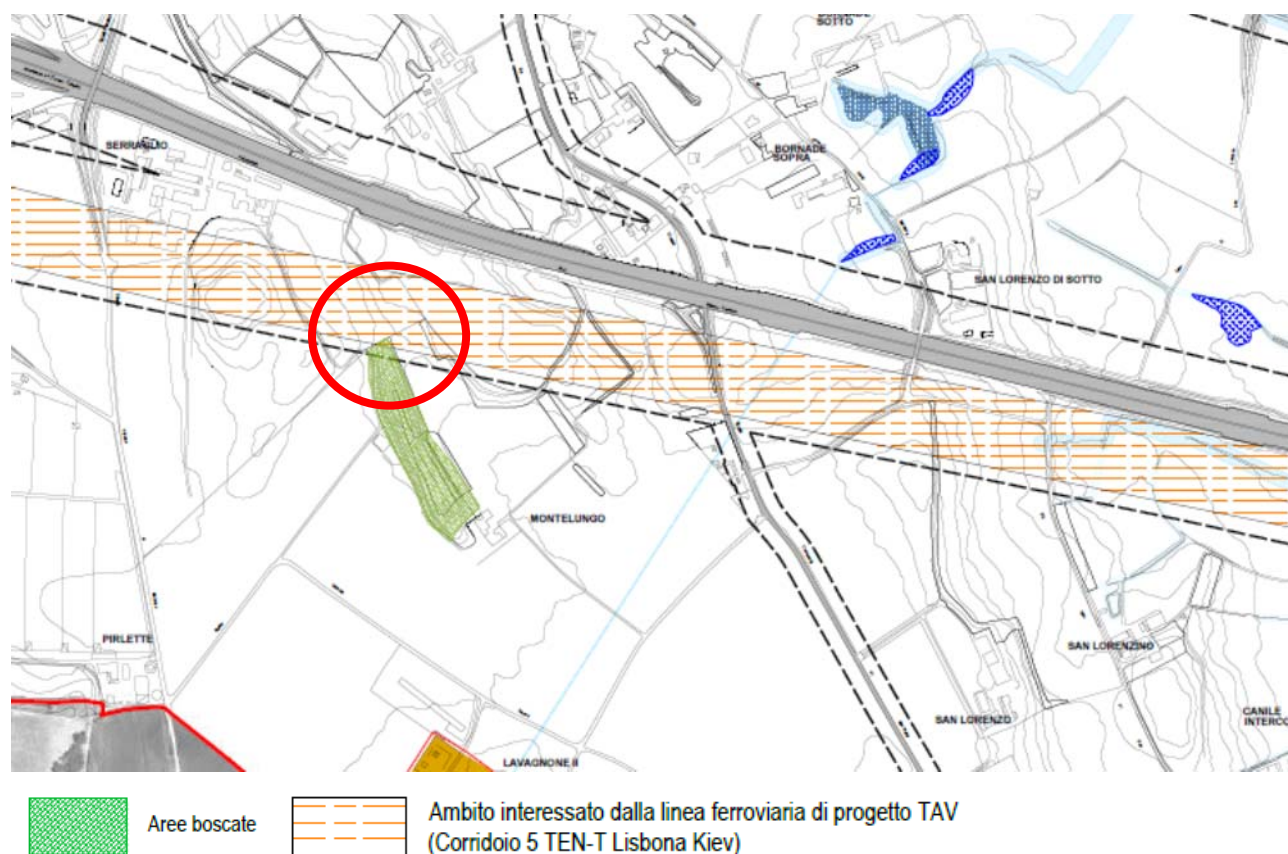 BORNADE
SOTTO
SERRAGLIO
BORNADE
SOPRA
SAN LORENZO DI SOTTO
MONTELUNGO
PIRLETTE
SAN LORENZINO
SAN LORENZO
CANILE
INTERCO
LAVAGNONE II
Aree boscate
Ambito interessato dalla linea ferroviaria di progetto TAV
(Corridoio 5 TEN-T Lisbona Kiev)